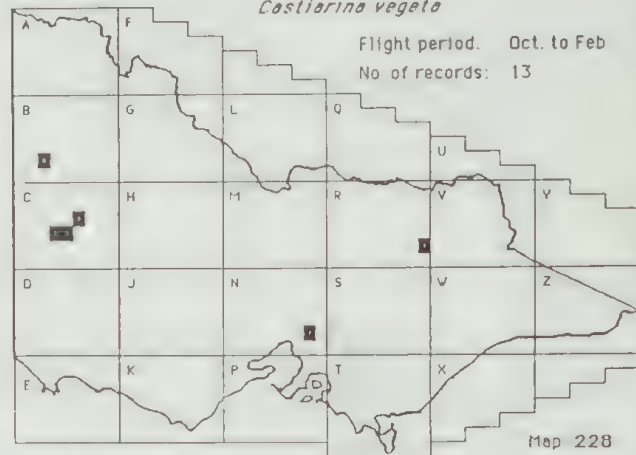 Castiarina vegeta
Flight period. Oct. to Feb
No of records: 13
A F
B G L Q
U
C H M R V Y
D J N S W Z
E K P T X
Map 228